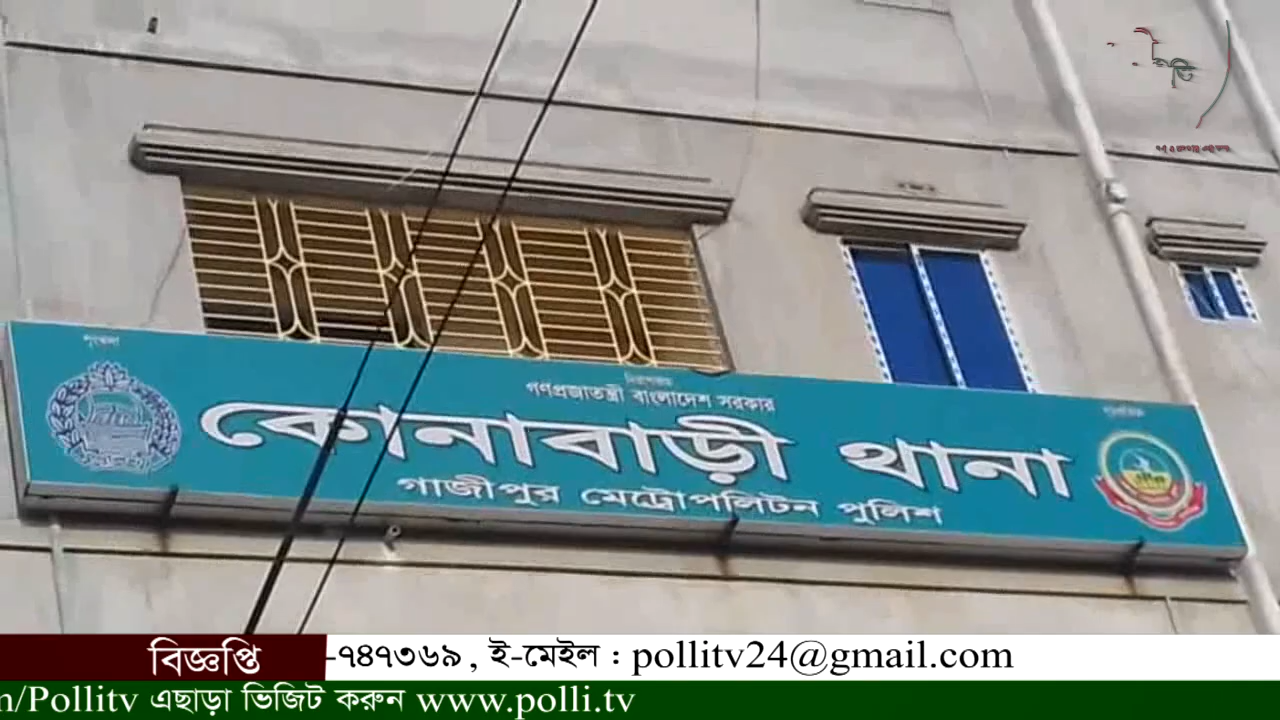 গণপ্রজাতন্ত্রী বাংলাদেশ সরকার
কোনাবাড়ী থানা
গাজীপুর মেট্রোপলিটন পুলিশ
বিজ্ঞপ্তি
-৭৪৭৩৬৯, ই-মেইল : pollitv24@gmail.com
m/Pollitv এছাড়া ভিজিট করুন www.polli.tv